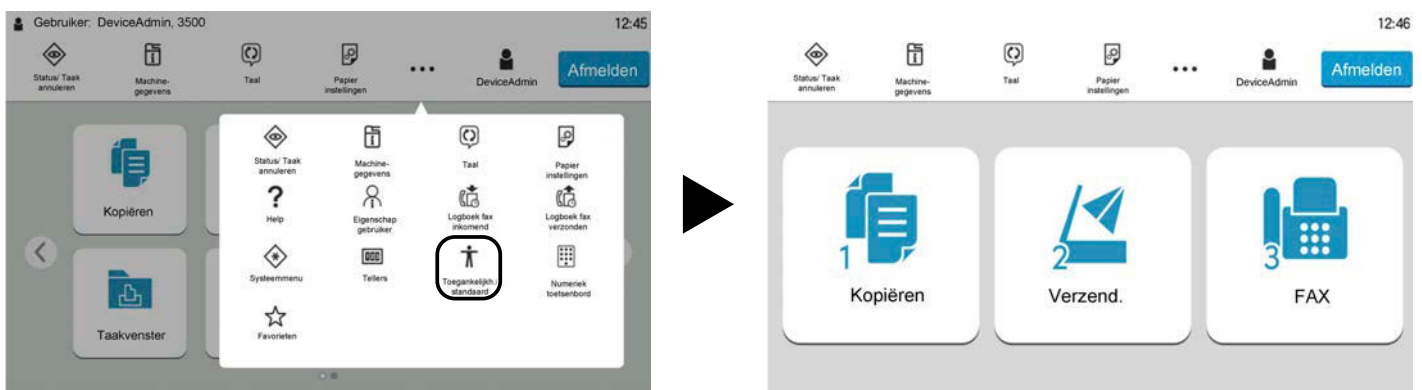 Gebruiker: DeviceAdmin, 3500
12:45
Status/ Taak
annuleren
Machine-
gegevens
Taal
Papier
instellingen
DeviceAdmin
Afmelden
Kopiëren
Taakvenster
Status/ Taak
annuleren
Machine-
gegevens
Taal
Papier
instellingen
Help
Eigenschap
gebruiker
Logboek fax
inkomend
Logboek fax
verzonden
Systeemmenu
Tellers
Toegankelijkh./
standaard
Numeriek
toetsenbord
Favorieten
12:46
Status/ Taak
annuleren
Machine-
gegevens
Taal
Papier
instellingen
DeviceAdmin
Afmelden
1
Kopiëren
2
Verzend.
3
FAX